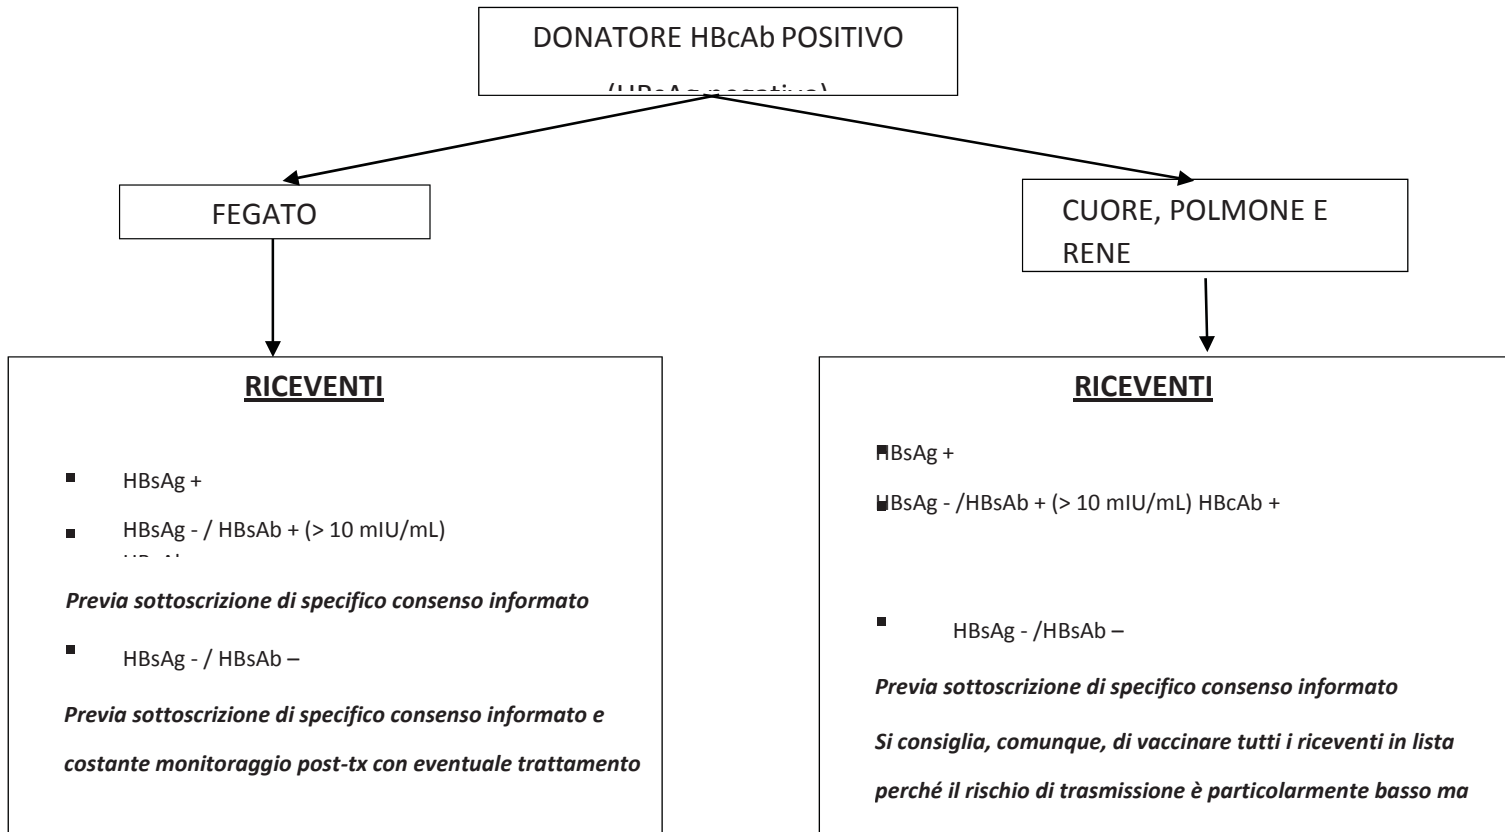 DONATORE HBcAb POSITIVO
(HBsAg negativo)
FEGATO
CUORE, POLMONE E
RENE
RICEVENTI
HBsAg +
HBsAg - / HBsAb + (> 10 mIU/mL)
Previa sottoscrizione di specifico consenso informato
HBsAg - / HBsAb –
Previa sottoscrizione di specifico consenso informato e
costante monitoraggio post-tx con eventuale trattamento
RICEVENTI
HBsAg +
HBsAg - /HBsAb + (> 10 mIU/mL) HBcAb +
HBsAg - /HBsAb –
Previa sottoscrizione di specifico consenso informato
Si consiglia, comunque, di vaccinare tutti i riceventi in lista
perché il rischio di trasmissione è particolarmente basso ma